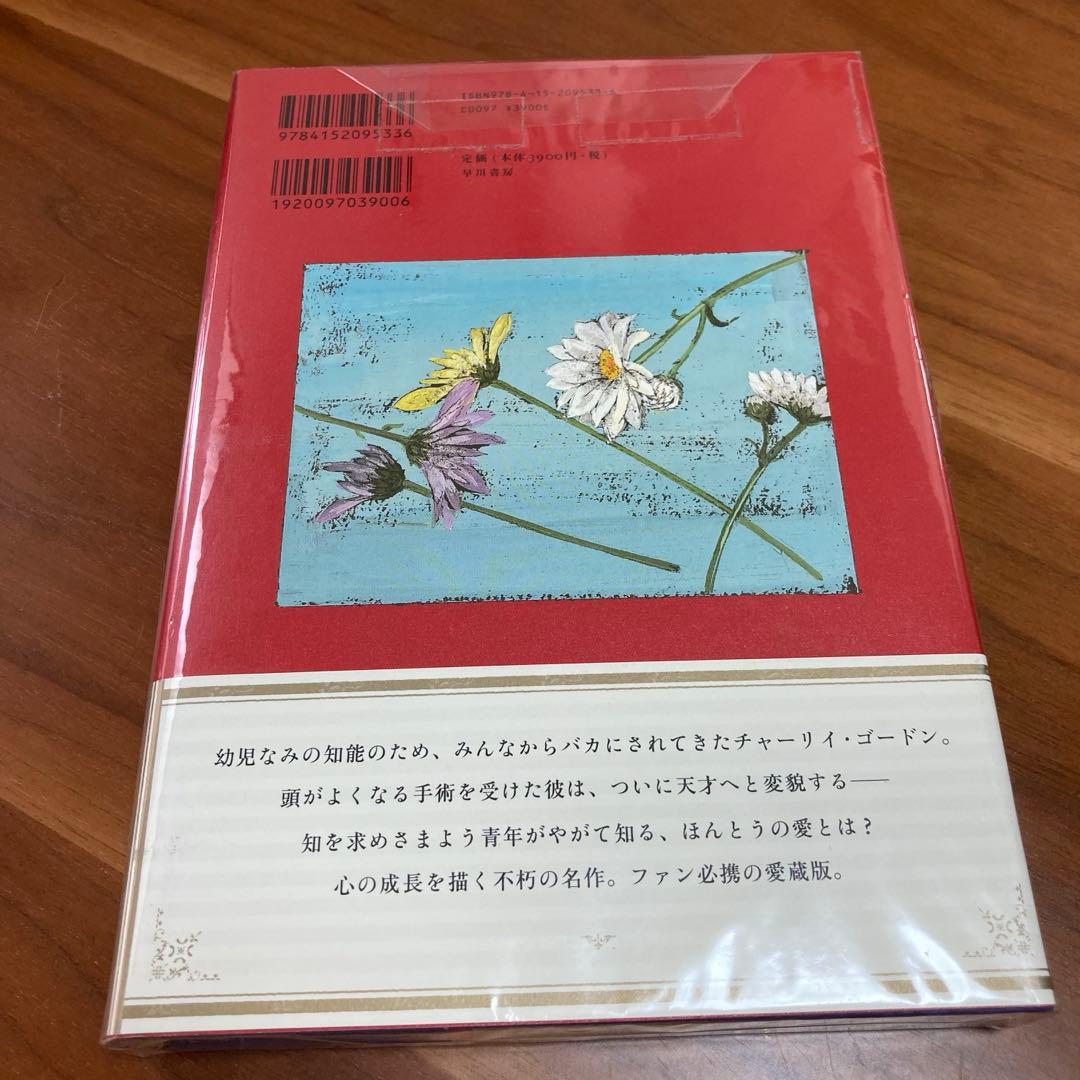 ISBN978-4-15-209533-6
9784152095336
C0097 ¥3900E
定価(本体3900円+税)
早川書房
1920097039006
幼児なみの知能のため、みんなからバカにされてきたチャーリイ・ゴードン。
頭がよくなる手術を受けた彼は、ついに天才へと変貌する──
知を求めさまよう青年がやがて知る、ほんとうの愛とは?
心の成長を描く不朽の名作。ファン必携の愛蔵版。